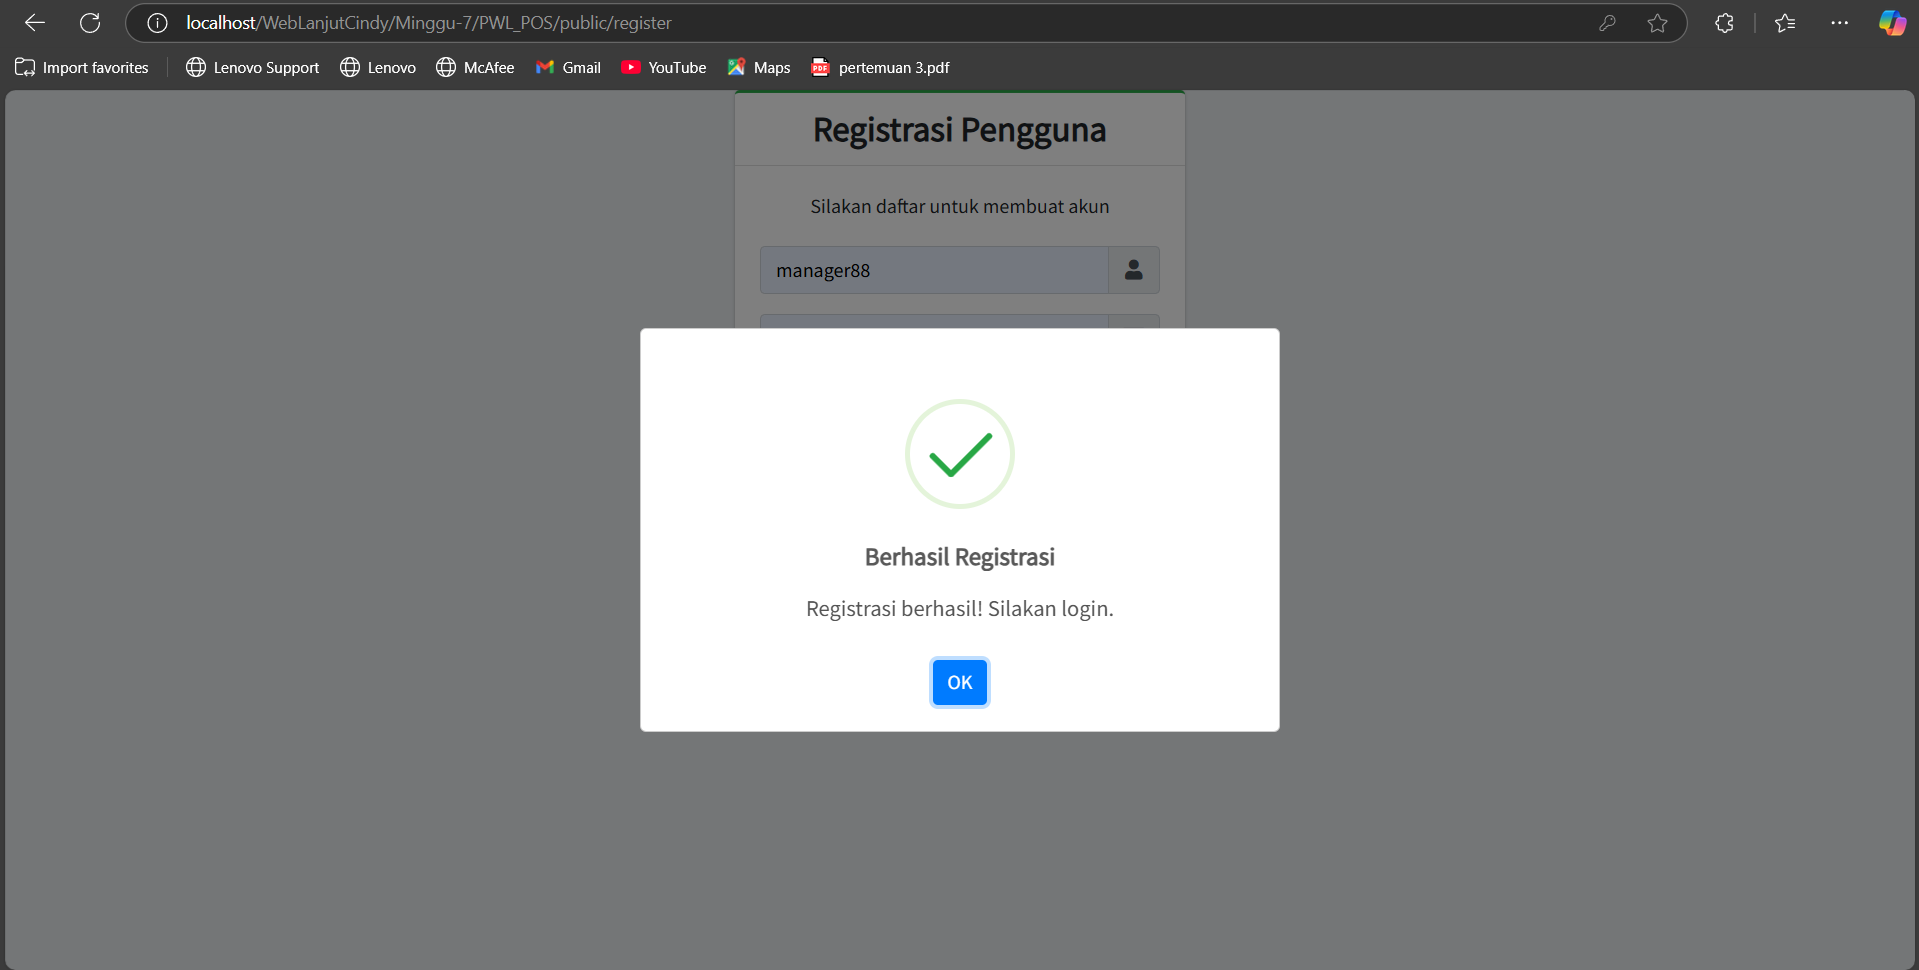 localhost/WebLanjutCindy/Minggu-7/PWL_POS/public/register
Import favorites Lenovo Support Lenovo McAfee Gmail YouTube Maps PDF pertemuan 3.pdf
Registrasi Pengguna
Silakan daftar untuk membuat akun
manager88
Berhasil Registrasi
Registrasi berhasil! Silakan login.
OK